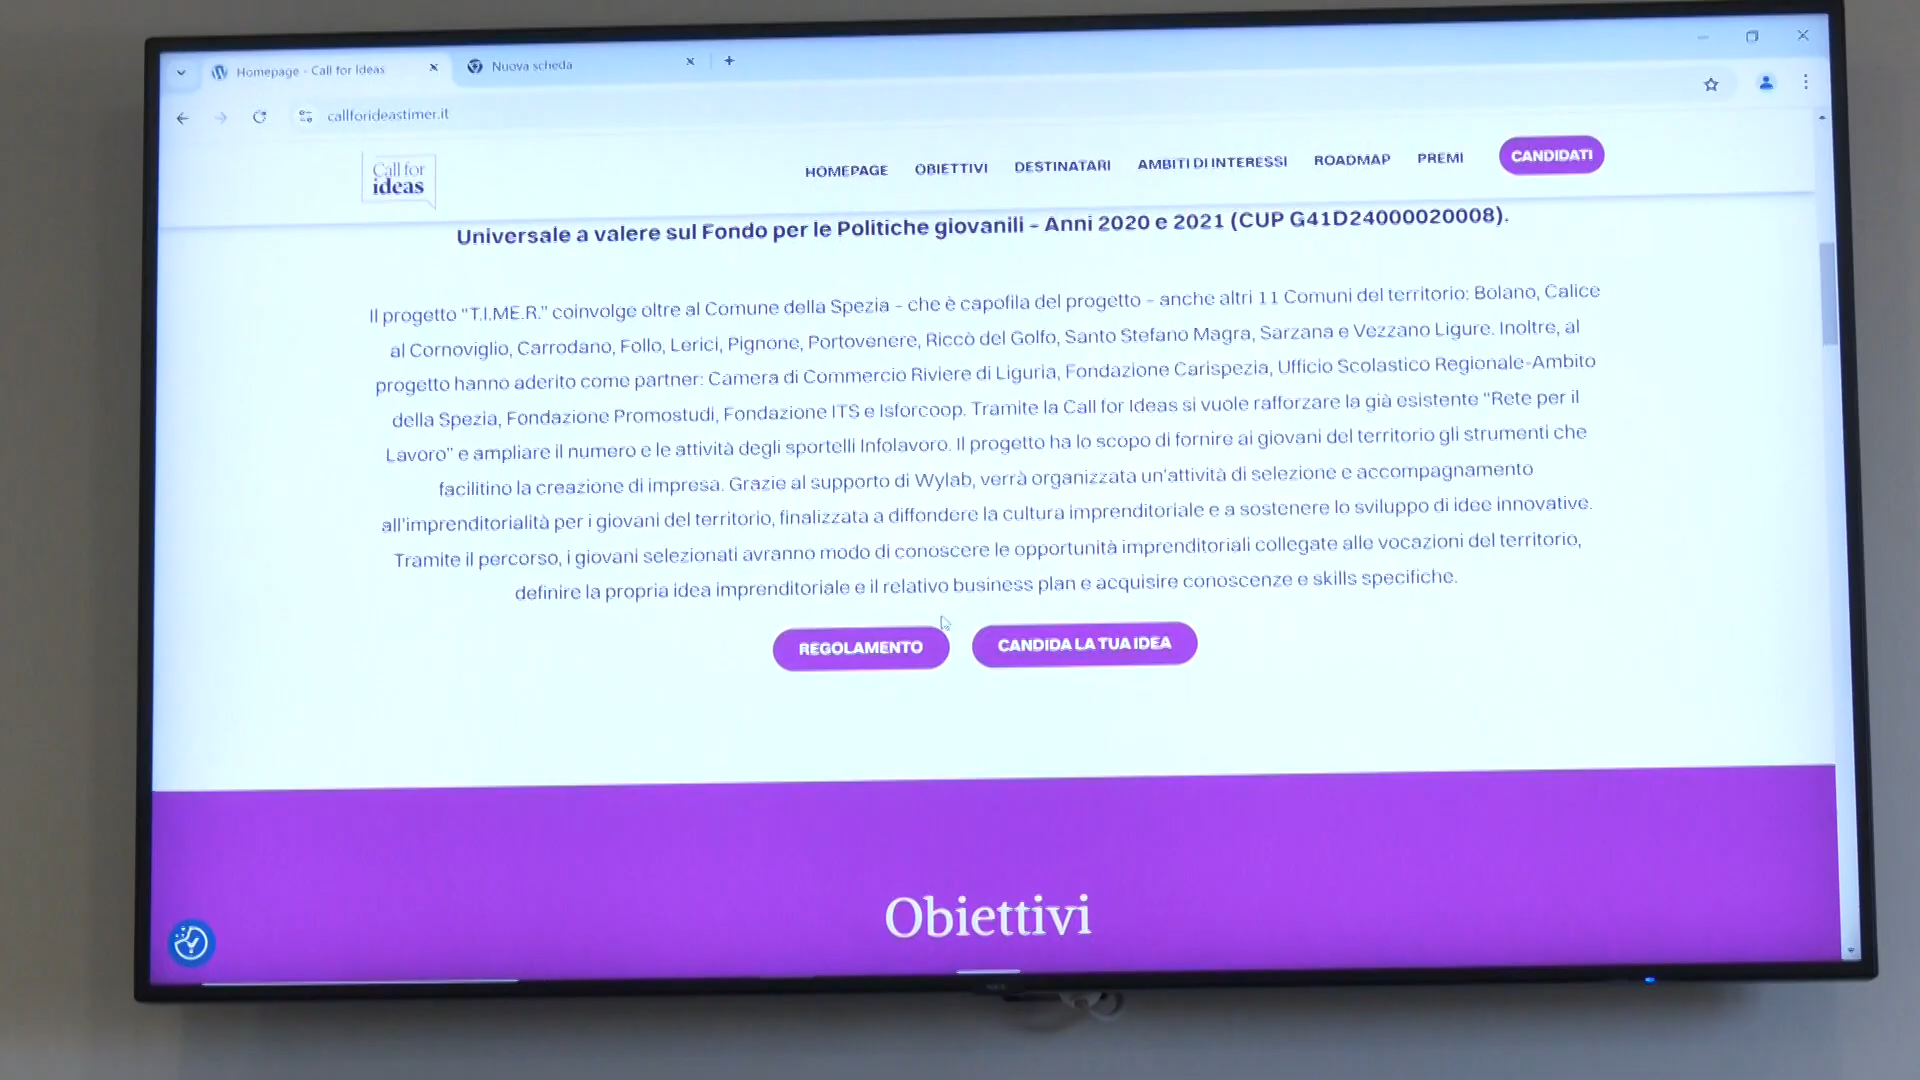 Homepage - Call for Ideas
Nuova scheda
callforideastimer.it
Call for
ideas
HOMEPAGE OBIETTIVI DESTINATARI AMBITI DI INTERESSI ROADMAP PREMI CANDIDATI
Universale a valere sul Fondo per le Politiche giovanili - Anni 2020 e 2021 (CUP G41D24000020008).
Il progetto "T.I.ME.R." coinvolge oltre al Comune della Spezia - che è capofila del progetto - anche altri 11 Comuni del territorio: Bolano, Calice
al Cornoviglio, Carrodano, Follo, Lerici, Pignone, Portovenere, Riccò del Golfo, Santo Stefano Magra, Sarzana e Vezzano Ligure. Inoltre, al
progetto hanno aderito come partner: Camera di Commercio Riviere di Liguria, Fondazione Carispezia, Ufficio Scolastico Regionale-Ambito
della Spezia, Fondazione Promostudi, Fondazione ITS e Isforcoop. Tramite la Call for Ideas si vuole rafforzare la già esistente "Rete per il
Lavoro" e ampliare il numero e le attività degli sportelli Infolavoro. Il progetto ha lo scopo di fornire ai giovani del territorio gli strumenti che
facilitino la creazione di impresa. Grazie al supporto di Wylab, verrà organizzata un'attività di selezione e accompagnamento
all'imprenditorialità per i giovani del territorio, finalizzata a diffondere la cultura imprenditoriale e a sostenere lo sviluppo di idee innovative.
Tramite il percorso, i giovani selezionati avranno modo di conoscere le opportunità imprenditoriali collegate alle vocazioni del territorio,
definire la propria idea imprenditoriale e il relativo business plan e acquisire conoscenze e skills specifiche.
REGOLAMENTO CANDIDA LA TUA IDEA
Obiettivi